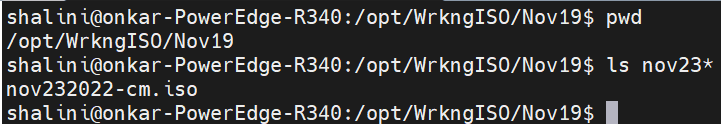 shalini@onkar-PowerEdge-R340:/opt/WrkngISO/Nov19$ pwd
/opt/WrkngISO/Nov19
shalini@onkar-PowerEdge-R340:/opt/WrkngISO/Nov19$ ls nov23*
nov232022-cm.iso
shalini@onkar-PowerEdge-R340:/opt/WrkngISO/Nov19$